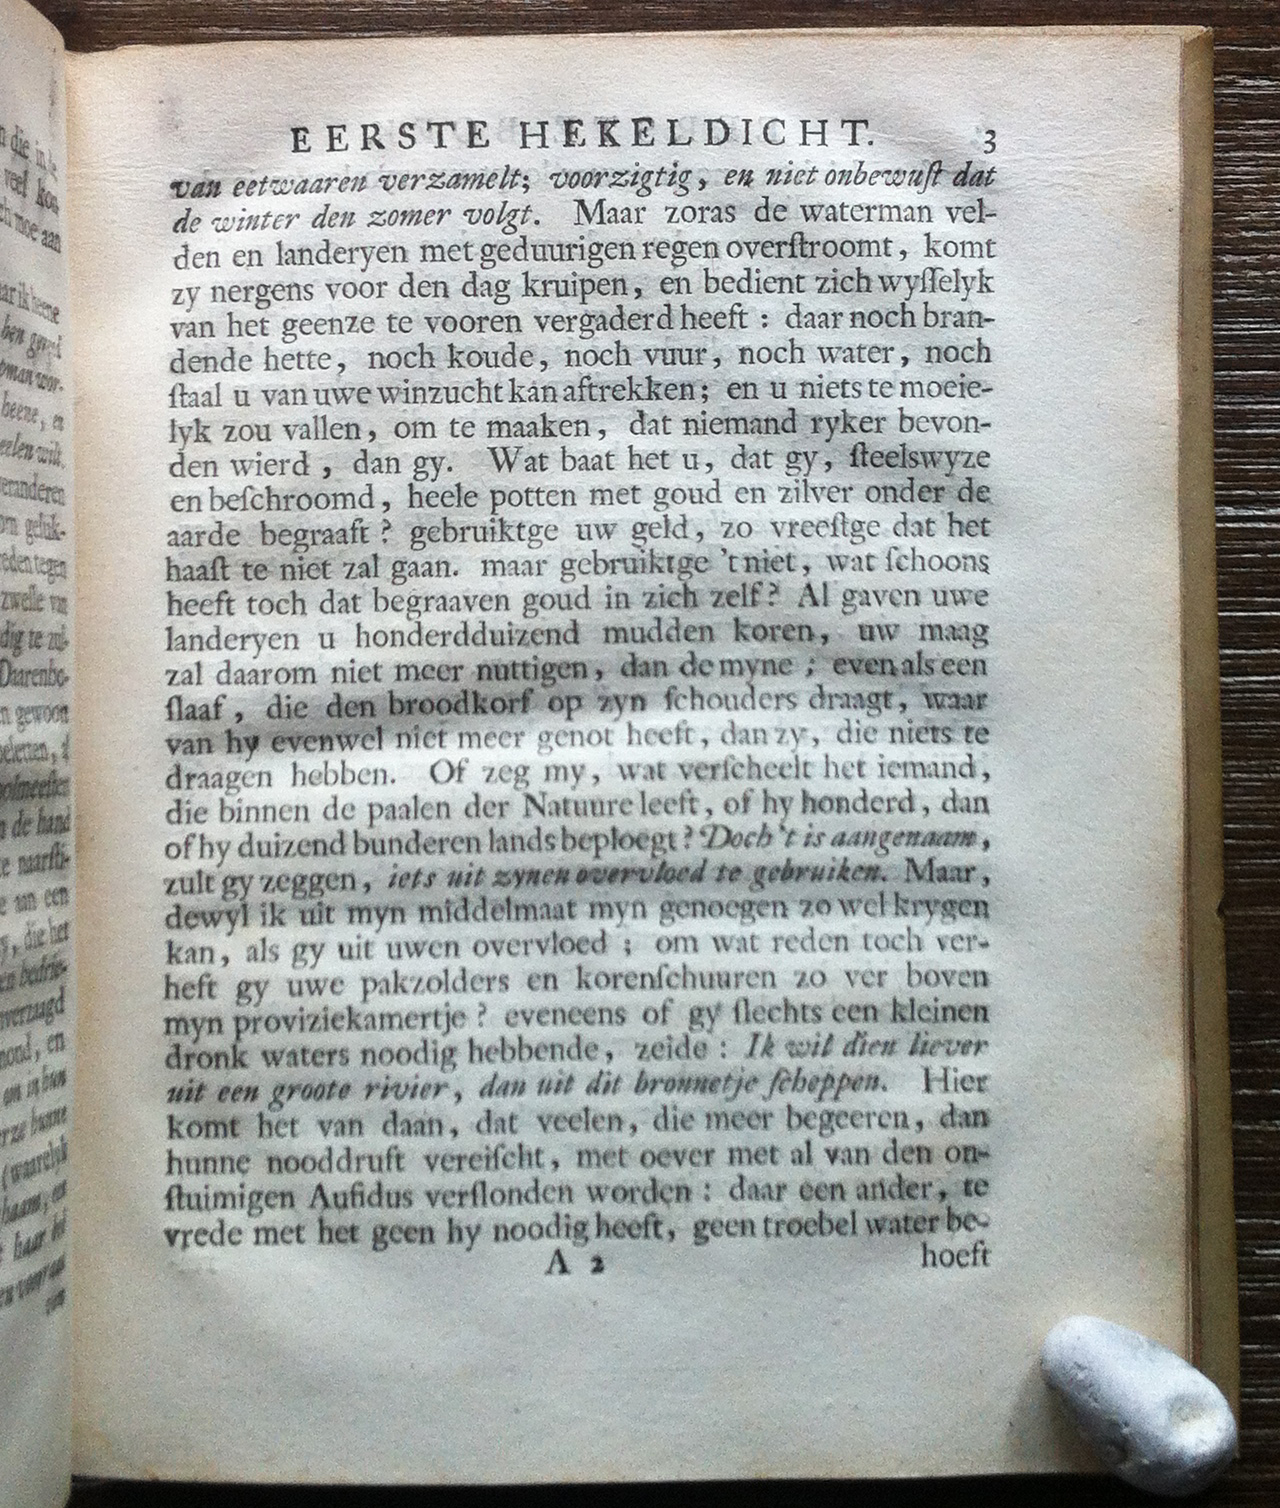 EERSTE HEKELDICHT. 3
van eetwaaren verzamelt; voorzigtig, en niet onbewuſt dat
de winter den zomer volgt. Maar zoras de waterman vel-
den en landeryen met geduurigen regen overſtroomt, komt
zy nergens voor den dag kruipen, en bedient zich wyſſelyk
van het geenze te vooren vergaderd heeft : daar noch bran-
dende hette, noch koude, noch vuur, noch water, noch
ſtaal u van uwe winzucht kan aftrekken; en u niets te moeie-
lyk zou vallen, om te maaken, dat niemand ryker bevon-
den wierd, dan gy. Wat baat het u, dat gy, ſteelswyze
en beſchroomd, heele potten met goud en zilver onder de
aarde begraaft? gebruiktge uw geld, zo vreeſtge dat het
haaſt te niet zal gaan. maar gebruiktge 't niet, wat ſchoons
heeft toch dat begraaven goud in zich zelf? Al gaven uwe
landeryen u honderdduizend mudden koren, uw maag
zal daarom niet meer nuttigen, dan de myne ; even als een
ſlaaf, die den broodkorf op zyn ſchouders draagt, waar
van hy evenwel niet meer genot heeft, dan zy, die niets te
draagen hebben. Of zeg my, wat verſcheelt het iemand,
die binnen de paalen der Natuure leeft, of hy honderd, dan
of hy duizend bunderen lands beploegt? Doch 't is aangenaam,
zult gy zeggen, iets uit zynen overvloed te gebruiken. Maar,
dewyl ik uit myn middelmaat myn genoegen zo wel krygen
kan, als gy uit uwen overvloed ; om wat reden toch ver-
heft gy uwe pakzolders en korenſchuuren zo ver boven
myn proviziekamertje? eveneens of gy ſlechts een kleinen
dronk waters noodig hebbende, zeide : Ik wil dien liever
uit een groote rivier, dan uit dit bronnetje ſcheppen. Hier
komt het van daan, dat veelen, die meer begeeren, dan
hunne nooddruft vereiſcht, met oever met al van den on-
ſtuimigen Aufidus verſlonden worden : daar een ander, te
vrede met het geen hy noodig heeft, geen troebel water be-
A 2 hoeft